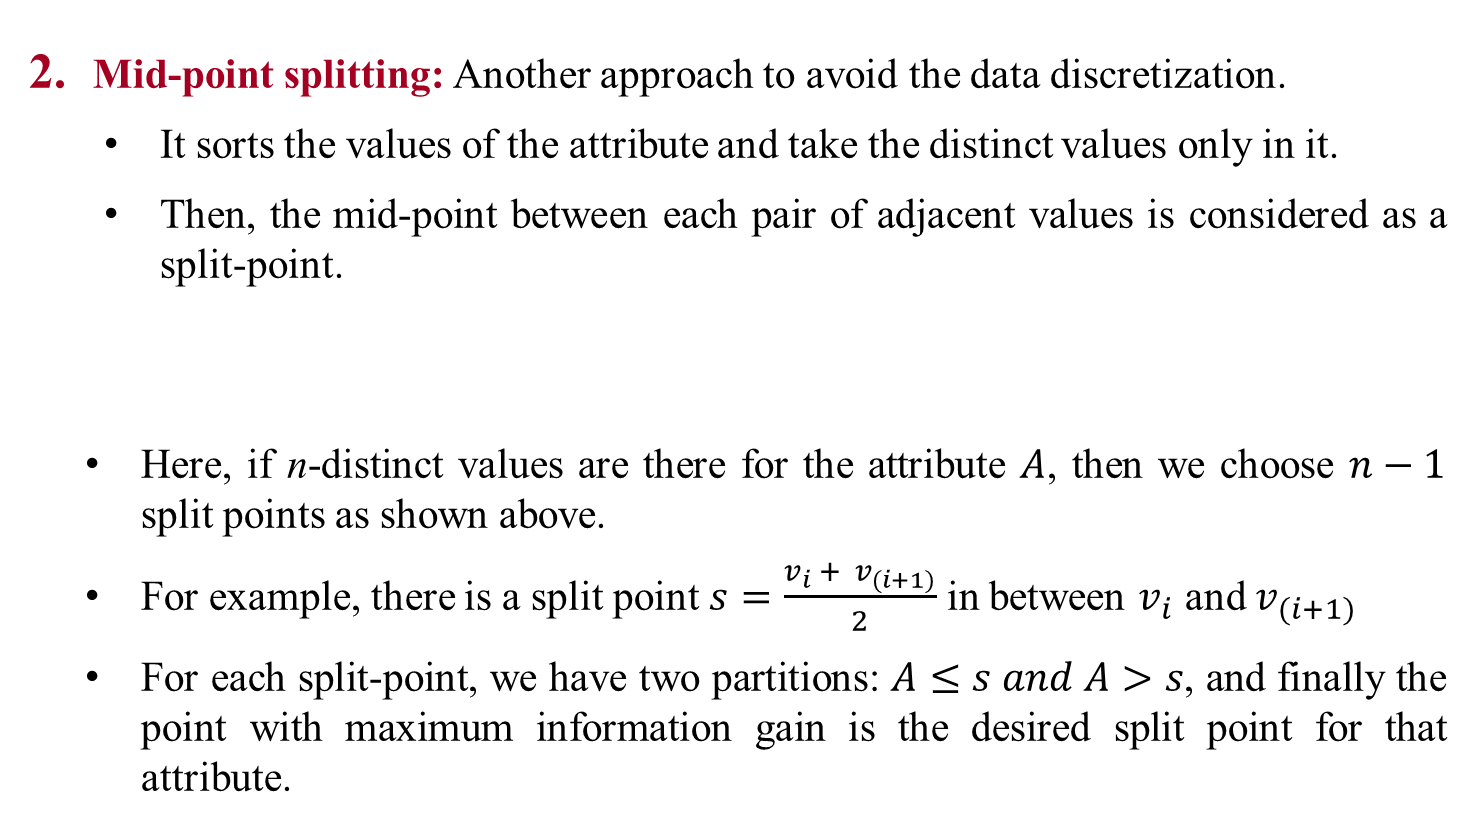 2. Mid-point splitting: Another approach to avoid the data discretization.
• It sorts the values of the attribute and take the distinct values only in it.
• Then, the mid-point between each pair of adjacent values is considered as a
split-point.
• Here, if n-distinct values are there for the attribute A, then we choose n − 1
split points as shown above.
• For example, there is a split point s = \frac{v_i + v_{(i+1)}}{2} in between v_i and v_{(i+1)}
• For each split-point, we have two partitions: A ≤ s and A > s, and finally the
point with maximum information gain is the desired split point for that
attribute.